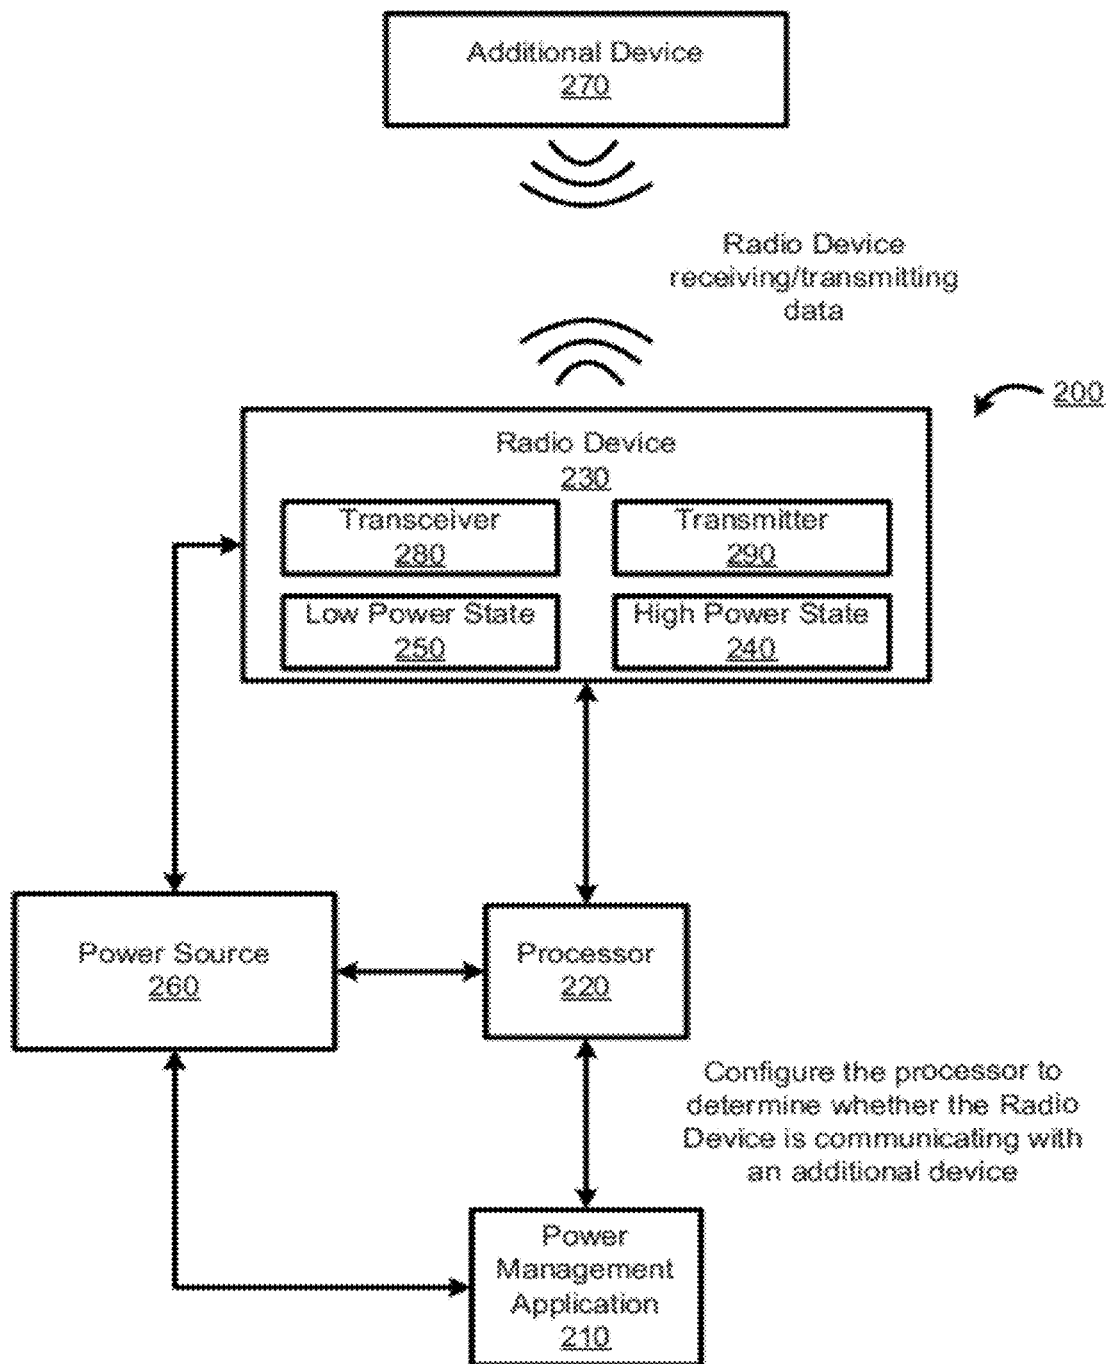 Additional Device
270
Radio Device
receiving/transmitting
data
200
Radio Device
230
Transceiver
280
Transmitter
290
Low Power State
250
High Power State
240
Power Source
260
Processor
220
Configure the processor to
determine whether the Radio
Device is communicating with
an additional device
Power
Management
Application
210